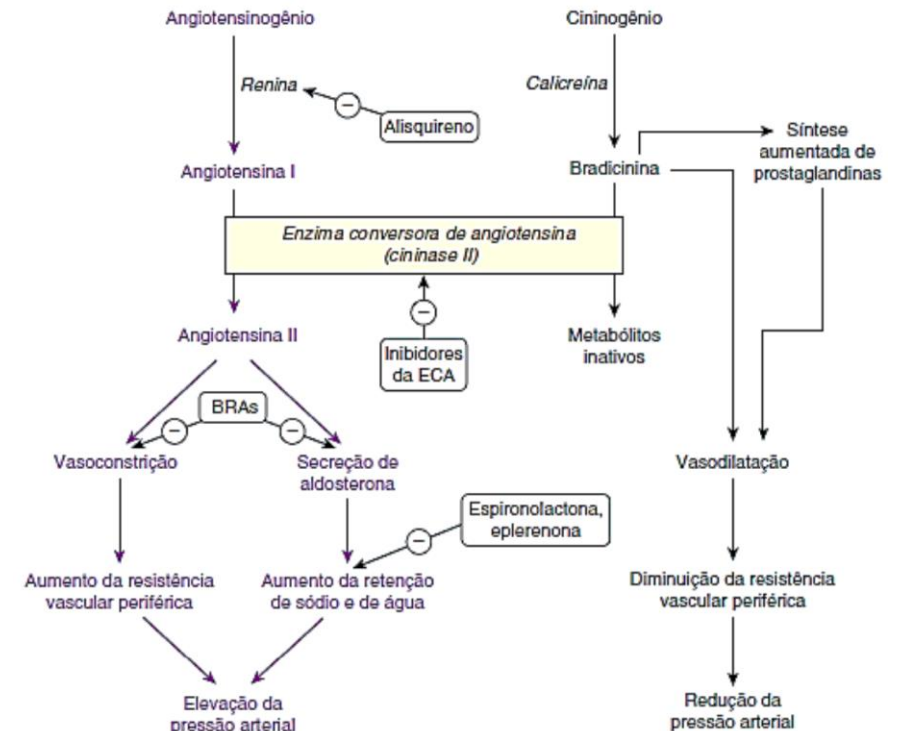 Angiotensinogênio
Cininogênio
Renina
Calicreína
Alisquireno
Síntese
aumentada de
prostaglandinas
Angiotensina I
Bradicinina
Enzima conversora de angiotensina
(cininase II)
Angiotensina II
Inibidores
da ECA
Metabólitos
inativos
BRAs
Vasoconstrição
Secreção de
aldosterona
Vasodilatação
Espironolactona,
eplerenona
Aumento da resistência
vascular periférica
Aumento da retenção
de sódio e de água
Diminuição da resistência
vascular periférica
Elevação da
pressão arterial
Redução da
pressão arterial